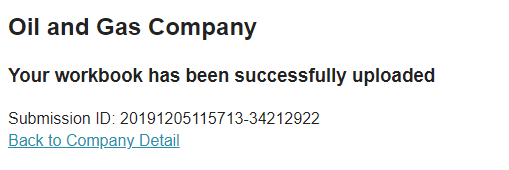 Oil and Gas Company
Your workbook has been successfully uploaded
Submission ID: 20191205115713-34212922
Back to Company Detail